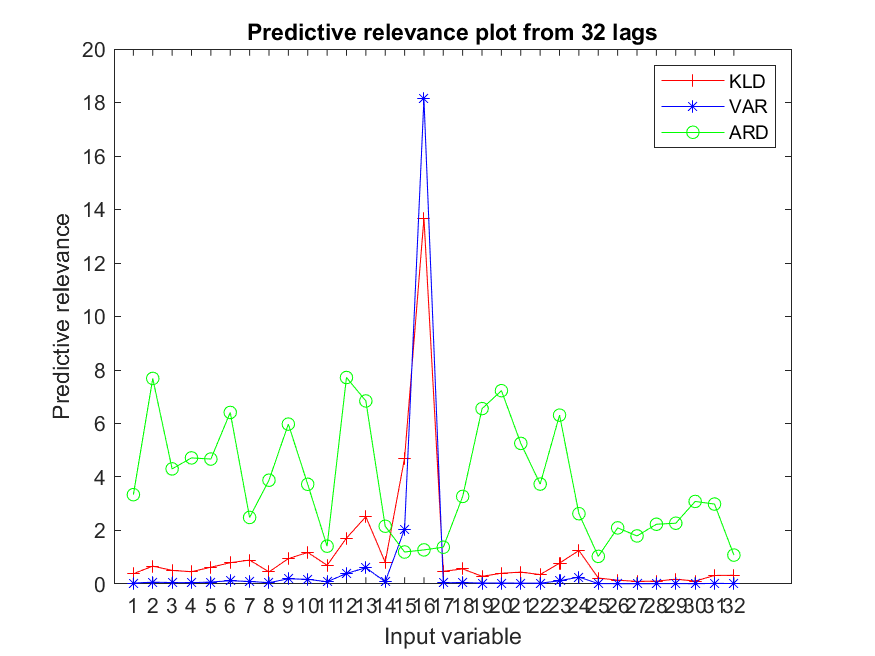 Predictive relevance plot from 32 lags
20
18
16
14
12
10
8
6
4
2
0
Predictive relevance
KLD
VAR
ARD
1 2 3 4 5 6 7 8 9 10 11 12 13 14 15 16 17 18 19 20 21 22 23 24 25 26 27 28 29 30 31 32
Input variable